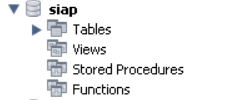 siap
Tables
Views
Stored Procedures
Functions